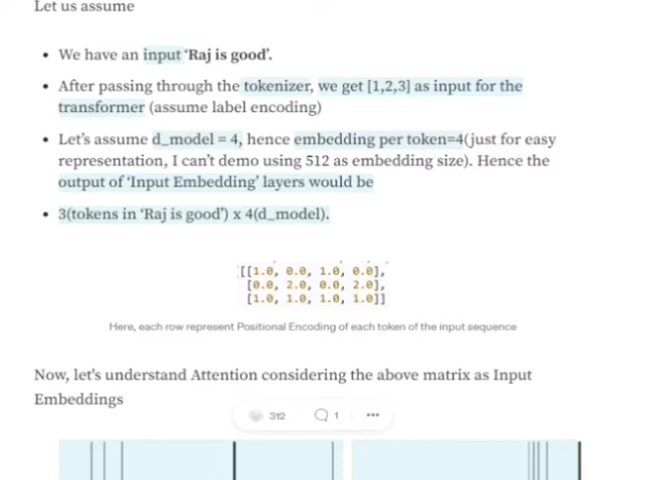 Let us assume
• We have an input ‘Raj is good’.
• After passing through the tokenizer, we get [1,2,3] as input for the
transformer (assume label encoding)
• Let’s assume d_model = 4, hence embedding per token=4(just for easy
representation, I can’t demo using 512 as embedding size). Hence the
output of ‘Input Embedding’ layers would be
• 3(tokens in ‘Raj is good’) x 4(d_model).
[[1.0, 0.0, 1.0, 0.0],
[0.0, 2.0, 0.0, 2.0],
[1.0, 1.0, 1.0, 1.0]]
Here, each row represent Positional Encoding of each token of the input sequence
Now, let's understand Attention considering the above matrix as Input
Embeddings
312 1